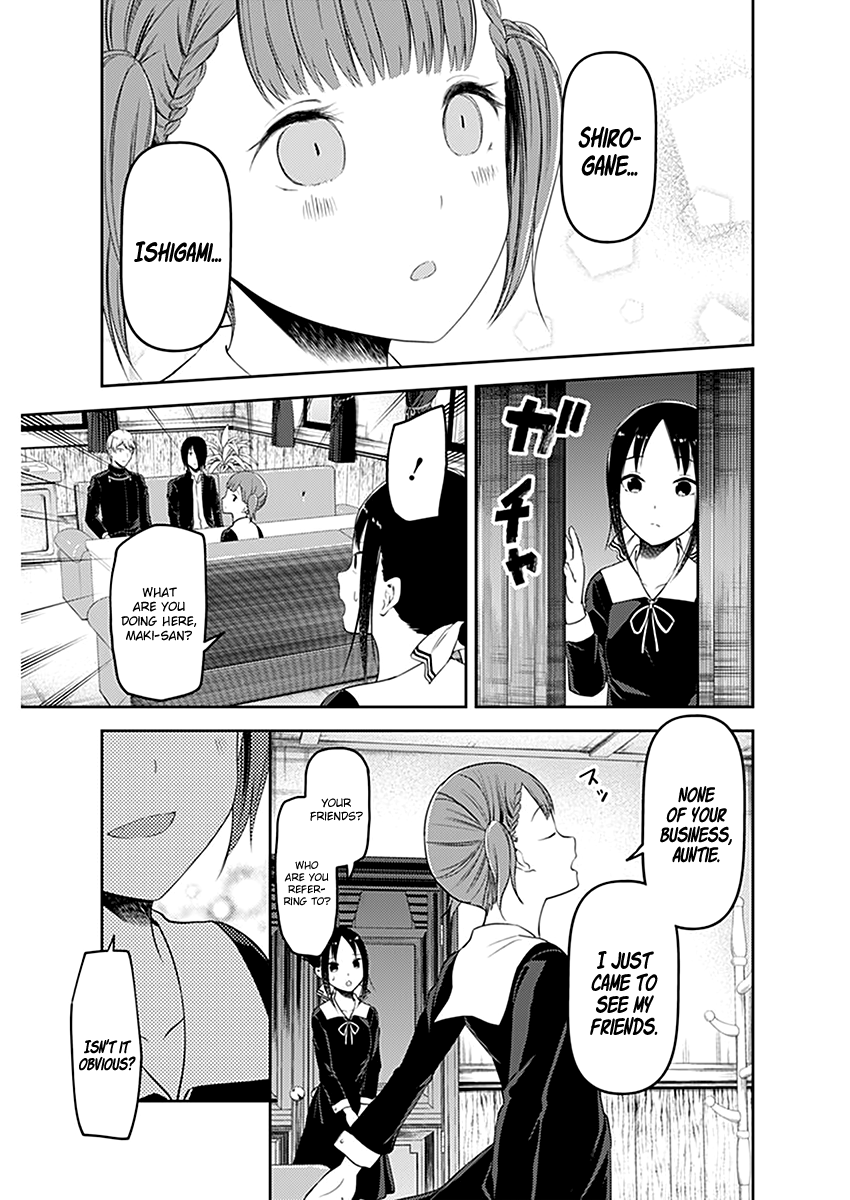 SHIRO-
GANE...
ISHIGAMI...
ガチャ
!
WHAT
ARE YOU
DOING HERE,
MAKI-SAN?
NONE
OF YOUR
BUSINESS,
AUNTIE.
スッ
I JUST
CAME TO
SEE MY
FRIENDS.
YOUR
FRIENDS?
WHO
ARE YOU
REFER-
RING TO?
ISN'T IT
OBVIOUS?